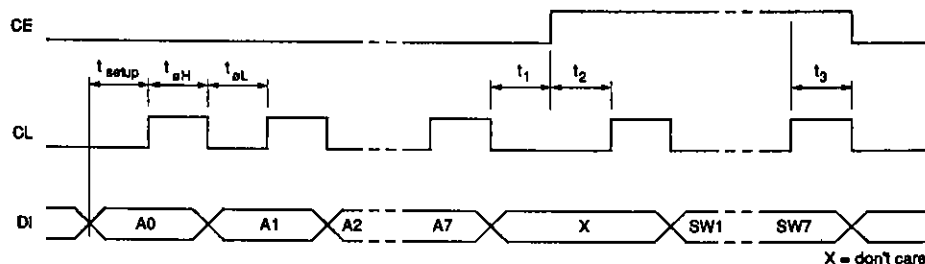 CE
t setup
t øH
t øL
t1
t2
t3
CL
DI
A0
A1
A2
A7
X
SW1
SW7
X = don't care